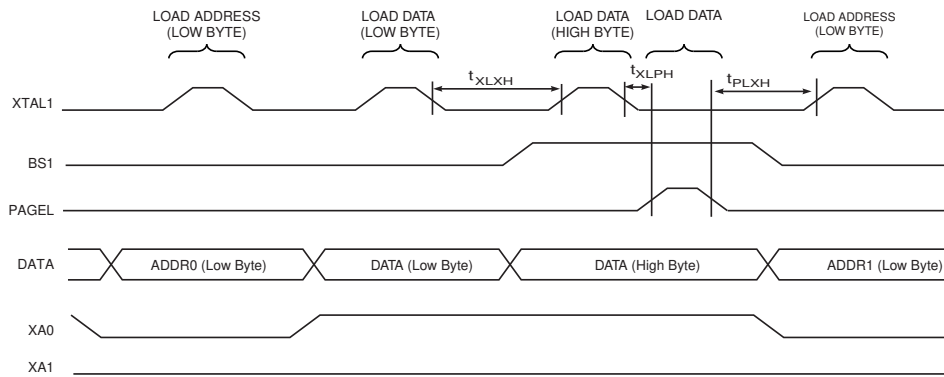 LOAD ADDRESS
(LOW BYTE)
LOAD DATA
(LOW BYTE)
LOAD DATA
(HIGH BYTE)
LOAD DATA
LOAD ADDRESS
(LOW BYTE)
tXLXH
tXLPH
tPLXH
XTAL1
BS1
PAGEL
DATA
ADDR0 (Low Byte)
DATA (Low Byte)
DATA (High Byte)
ADDR1 (Low Byte)
XA0
XA1